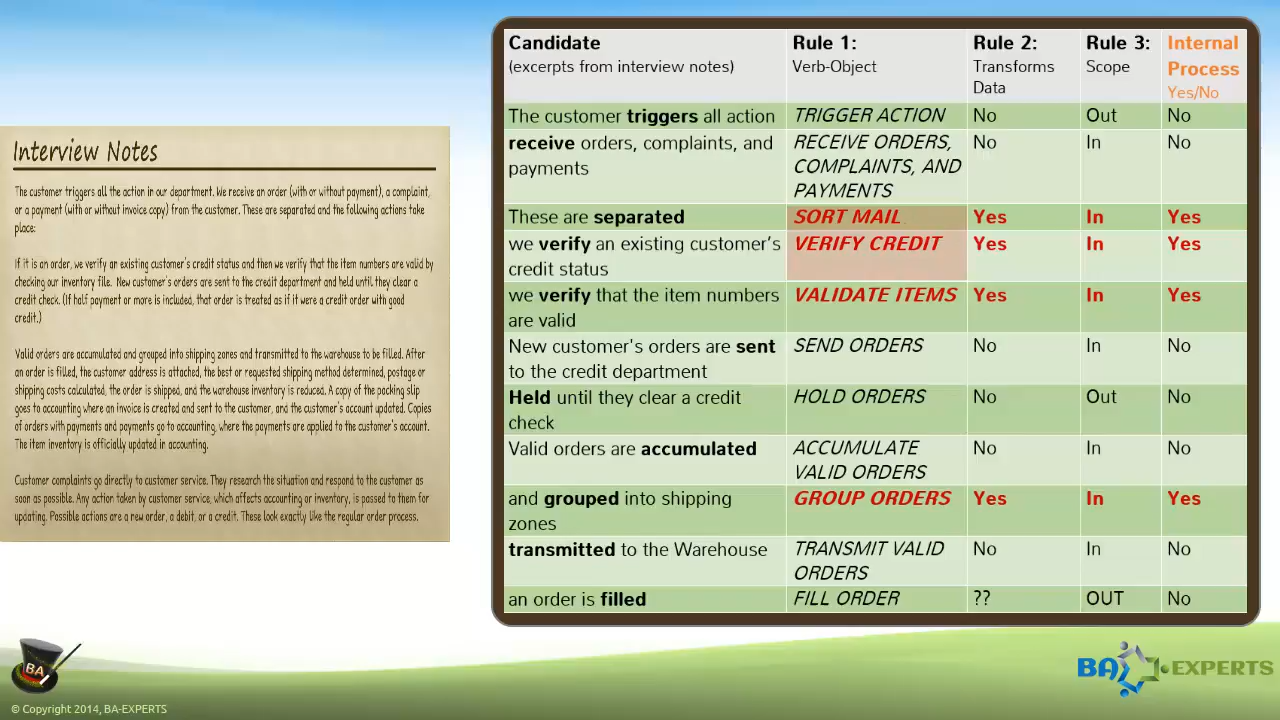 Interview Notes
The customer triggers all the action in our department. We receive an order (with or without payment), a complaint,
or a payment (with or without invoice copy) from the customer. These are separated and the following actions take
place:
If it is an order, we verify an existing customer's credit status and then we verify that the item numbers are valid by
checking our inventory file. New customer's orders are sent to the credit department and held until they clear a
credit check. (If half payment or more is included, that order is treated as if it were a credit order with good
credit.)
Valid orders are accumulated and grouped into shipping zones and transmitted to the warehouse to be filled. After
an order is filled, the customer address is attached, the best or requested shipping method determined, postage or
shipping costs calculated, the order is shipped, and the warehouse inventory is reduced. A copy of the packing slip
goes to accounting where an invoice is created and sent to the customer, and the customer's account updated. Copies
of orders with payments and payments go to accounting, where the payments are applied to the customer's account.
The item inventory is officially updated in accounting.
Customer complaints go directly to customer service. They research the situation and respond to the customer as
soon as possible. Any action taken by customer service, which affects accounting or inventory, is passed to them for
updating. Possible actions are a new order, a debit, or a credit. These look exactly like the regular order process.
Candidate Rule 1: Rule 2: Rule 3: Internal
(excerpts from interview notes) Verb-Object Transforms Scope Process
Data Yes/No
The customer triggers all action TRIGGER ACTION No Out No
receive orders, complaints, and RECEIVE ORDERS, No In No
payments COMPLAINTS, AND
PAYMENTS
These are separated SORT MAIL Yes In Yes
we verify an existing customer's VERIFY CREDIT Yes In Yes
credit status
we verify that the item numbers VALIDATE ITEMS Yes In Yes
are valid
New customer's orders are sent SEND ORDERS No In No
to the credit department
Held until they clear a credit HOLD ORDERS No Out No
check
Valid orders are accumulated ACCUMULATE No In No
VALID ORDERS
and grouped into shipping GROUP ORDERS Yes In Yes
zones
transmitted to the Warehouse TRANSMIT VALID No In No
ORDERS
an order is filled FILL ORDER ?? OUT No
BA
BA EXPERTS
© Copyright 2014, BA-EXPERTS